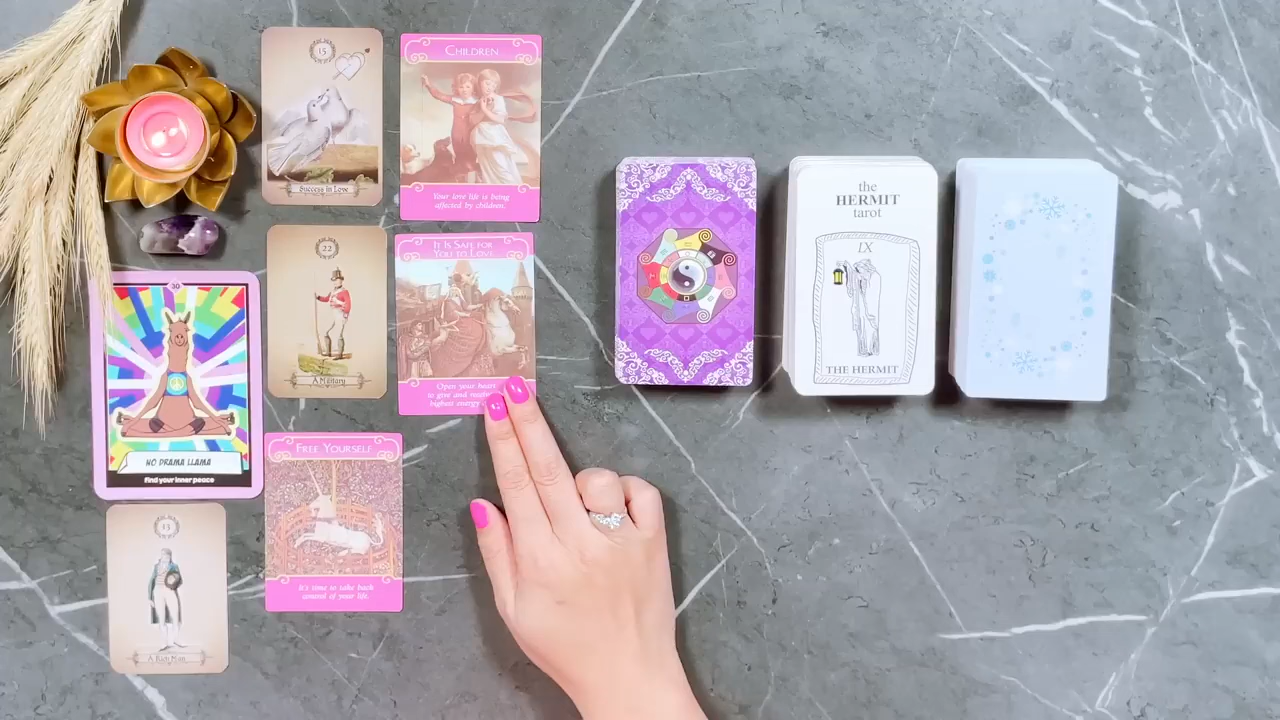 15
Success in Love
CHILDREN
Your love life is being
affected by children.
22
A Military
IT IS SAFE FOR
YOU TO LOVE
Open your heart
to give and receive
highest energy
30
NO DRAMA LLAMA
find your inner peace
FREE YOURSELF
It's time to take back
control of your life.
13
A Rich Man
the
HERMIT
tarot
IX
THE HERMIT